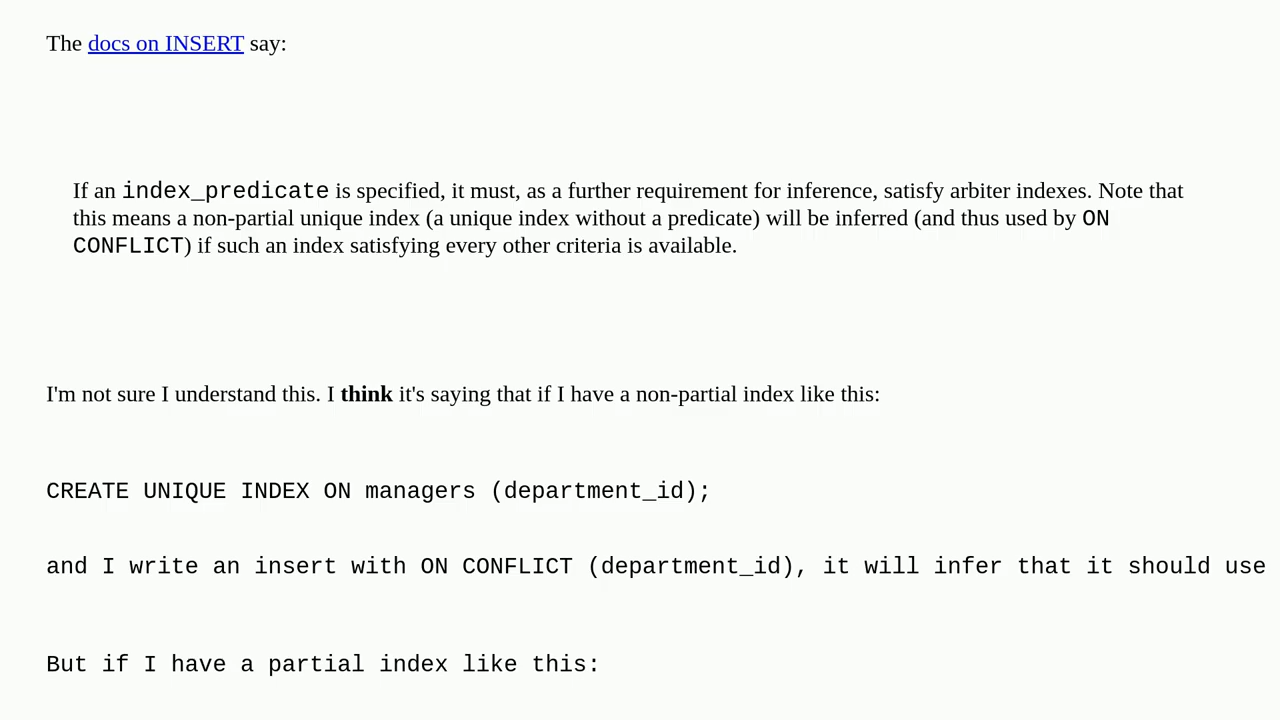 The docs on INSERT say:
If an index_predicate is specified, it must, as a further requirement for inference, satisfy arbiter indexes. Note that
this means a non-partial unique index (a unique index without a predicate) will be inferred (and thus used by ON
CONFLICT) if such an index satisfying every other criteria is available.
I'm not sure I understand this. I think it's saying that if I have a non-partial index like this:
CREATE UNIQUE INDEX ON managers (department_id);
and I write an insert with ON CONFLICT (department_id), it will infer that it should use
But if I have a partial index like this: